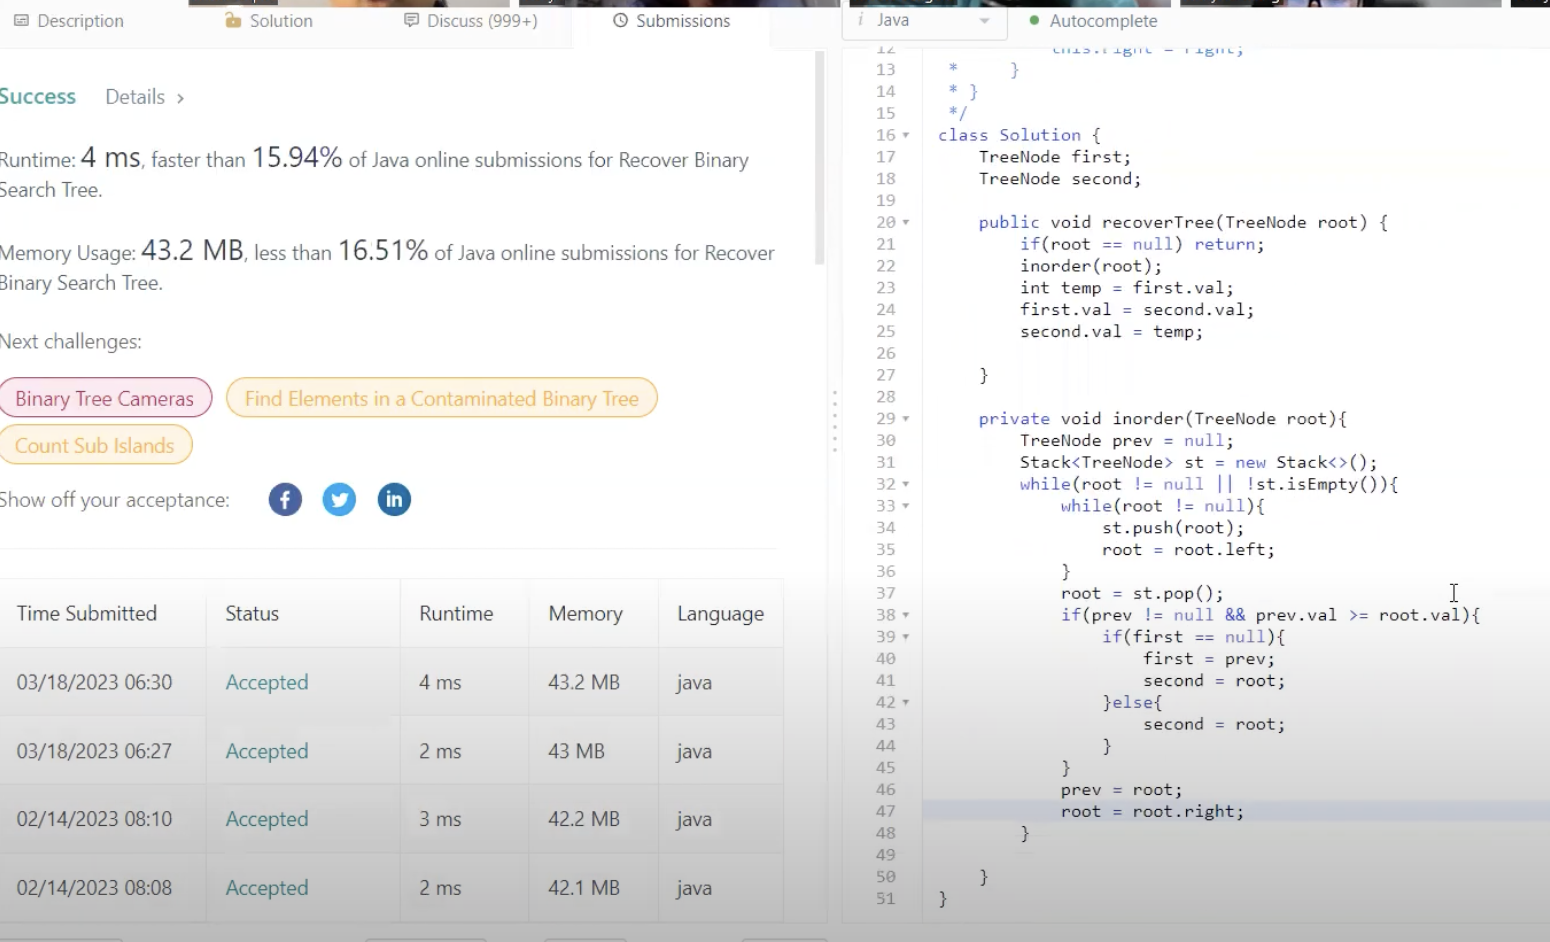 Description
Solution
Discuss (999+)
Submissions
Success
Details >
Runtime: 4 ms, faster than 15.94% of Java online submissions for Recover Binary
Search Tree.
Memory Usage: 43.2 MB, less than 16.51% of Java online submissions for Recover
Binary Search Tree.
Next challenges:
Binary Tree Cameras
Find Elements in a Contaminated Binary Tree
Count Sub Islands
Show off your acceptance:
f
in
Time Submitted Status Runtime Memory Language
03/18/2023 06:30 Accepted 4 ms 43.2 MB java
03/18/2023 06:27 Accepted 2 ms 43 MB java
02/14/2023 08:10 Accepted 3 ms 42.2 MB java
02/14/2023 08:08 Accepted 2 ms 42.1 MB java
i Java
Autocomplete
12 this.right = right;
13 * }
14 * }
15 */
16 class Solution {
17 TreeNode first;
18 TreeNode second;
19
20 public void recoverTree(TreeNode root) {
21 if(root == null) return;
22 inorder(root);
23 int temp = first.val;
24 first.val = second.val;
25 second.val = temp;
26
27 }
28
29 private void inorder(TreeNode root){
30 TreeNode prev = null;
31 Stack<TreeNode> st = new Stack<>();
32 while(root != null || !st.isEmpty()){
33 while(root != null){
34 st.push(root);
35 root = root.left;
36 }
37 root = st.pop();
38 if(prev != null && prev.val >= root.val){
39 if(first == null){
40 first = prev;
41 second = root;
42 }else{
43 second = root;
44 }
45 }
46 prev = root;
47 root = root.right;
48 }
49
50 }
51 }